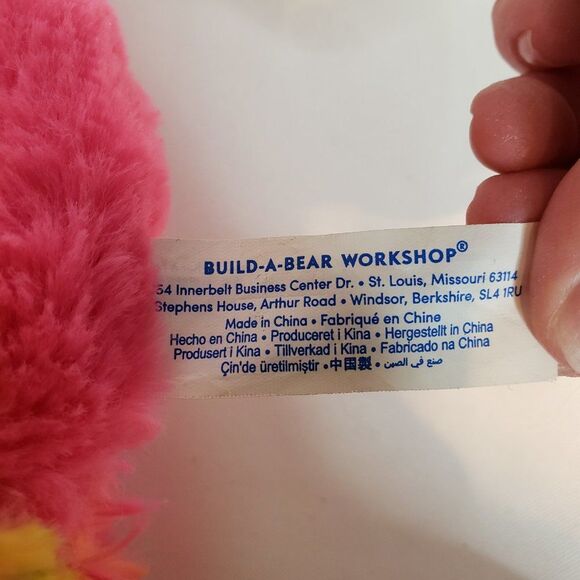 BUILD-A-BEAR WORKSHOP®
54 Innerbelt Business Center Dr. • St. Louis, Missouri 63114
Stephens House, Arthur Road • Windsor, Berkshire, SL4 1RU
Made in China • Fabriqué en Chine
Hecho en China • Produceret i Kina • Hergestellt in China
Produsert i Kina • Tillverkad i Kina • Fabricado na China
Çin'de üretilmiştir • 中国製 • صنع في الصين